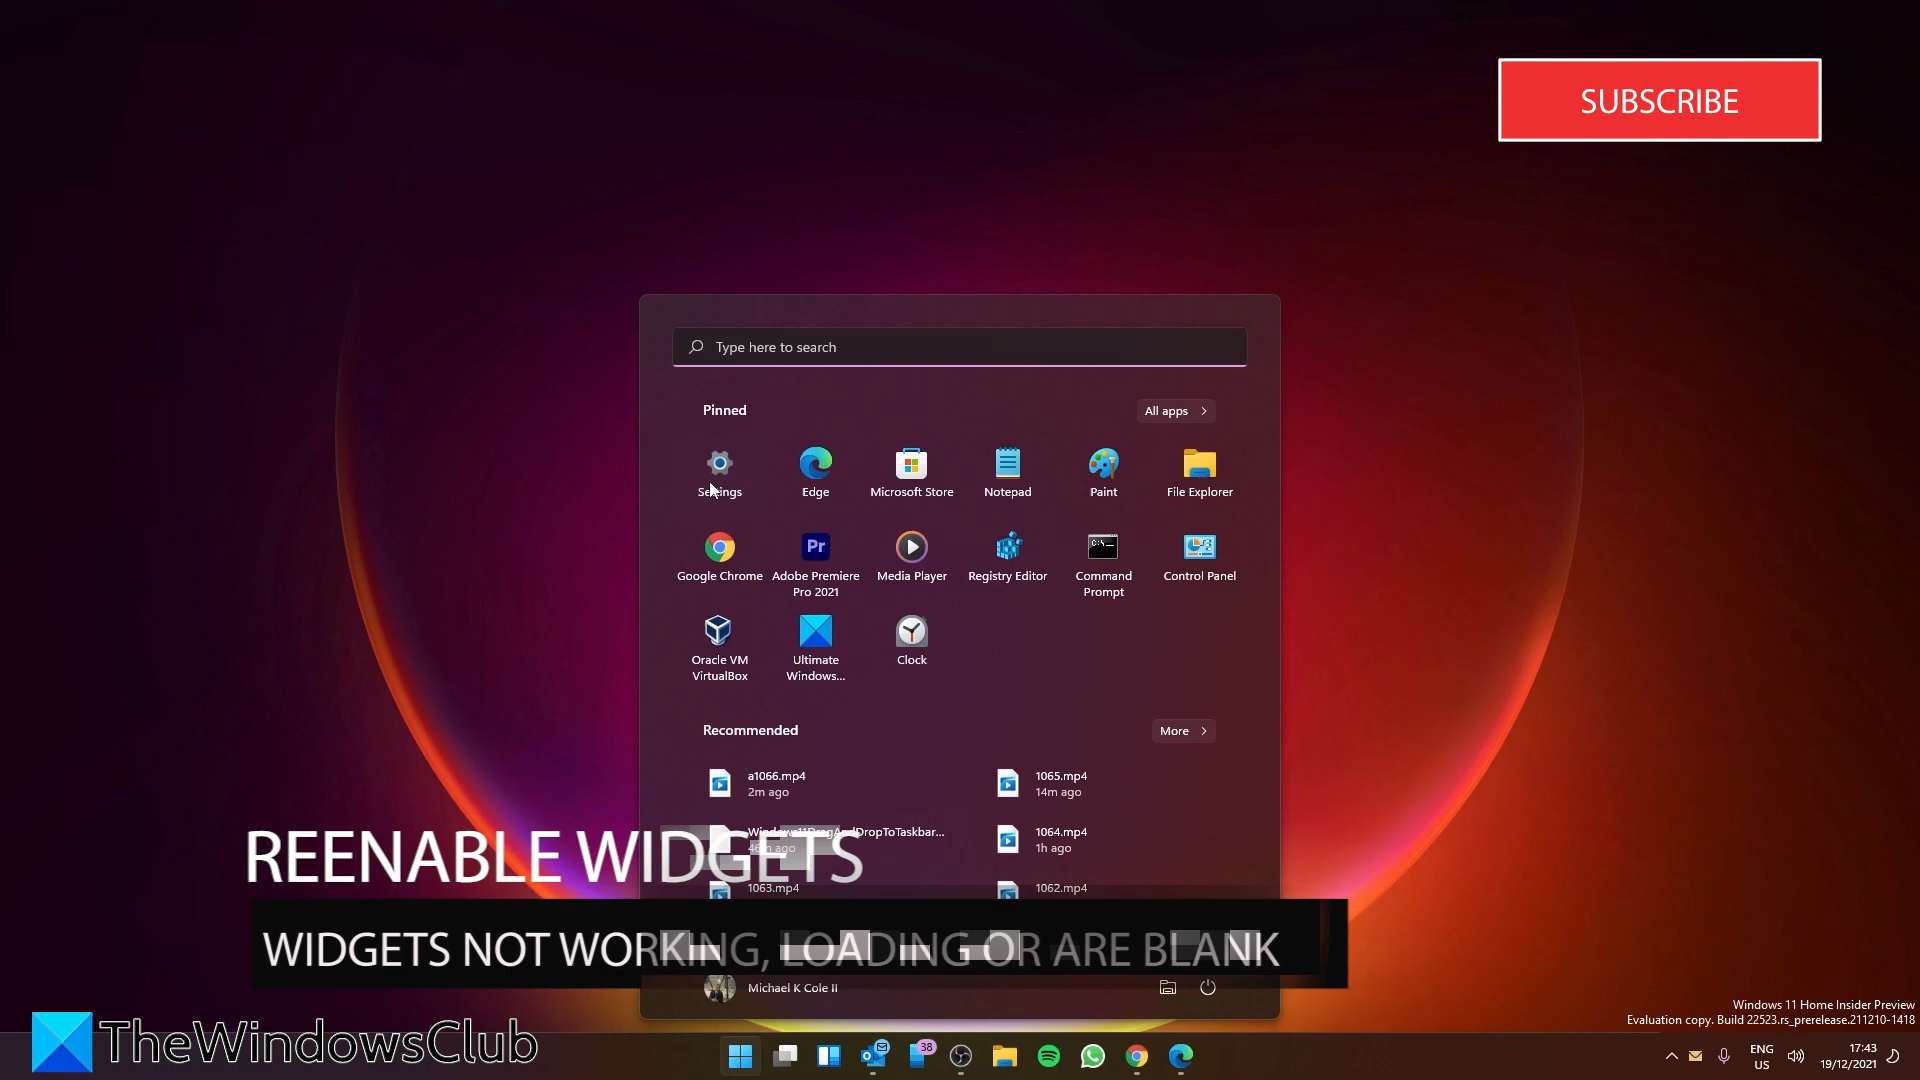 SUBSCRIBE
Type here to search
Pinned
All apps
Settings
Edge
Microsoft Store
Notepad
Paint
File Explorer
Google Chrome
Adobe Premiere
Pro 2021
Media Player
Registry Editor
Command
Prompt
Control Panel
Oracle VM
VirtualBox
Ultimate
Windows...
Clock
Recommended
More
a1066.mp4
2m ago
1065.mp4
14m ago
Windows11DragAndDropToTaskbar...
46m ago
1064.mp4
1h ago
1063.mp4
1062.mp4
REENABLE WIDGETS
WIDGETS NOT WORKING, LOADING OR ARE BLANK
Michael K Cole II
Windows 11 Home Insider Preview
Evaluation copy. Build 22523.rs_prerelease.211210-1418
TheWindowsClub
38
ENG
US
17:43
19/12/2021